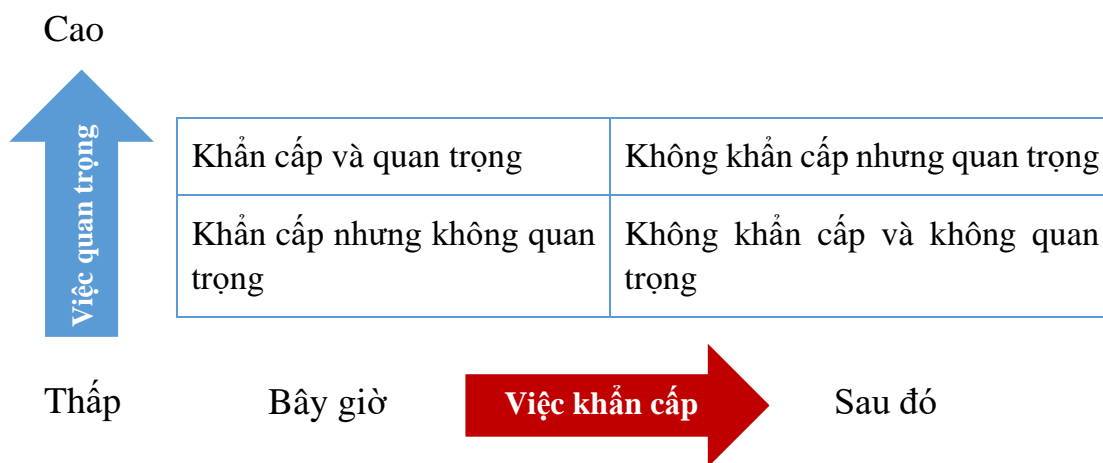 Cao
Việc quan trọng
Khẩn cấp và quan trọng
Không khẩn cấp nhưng quan trọng
Khẩn cấp nhưng không quan
trọng
Không khẩn cấp và không quan
trọng
Thấp
Bây giờ
Việc khẩn cấp
Sau đó